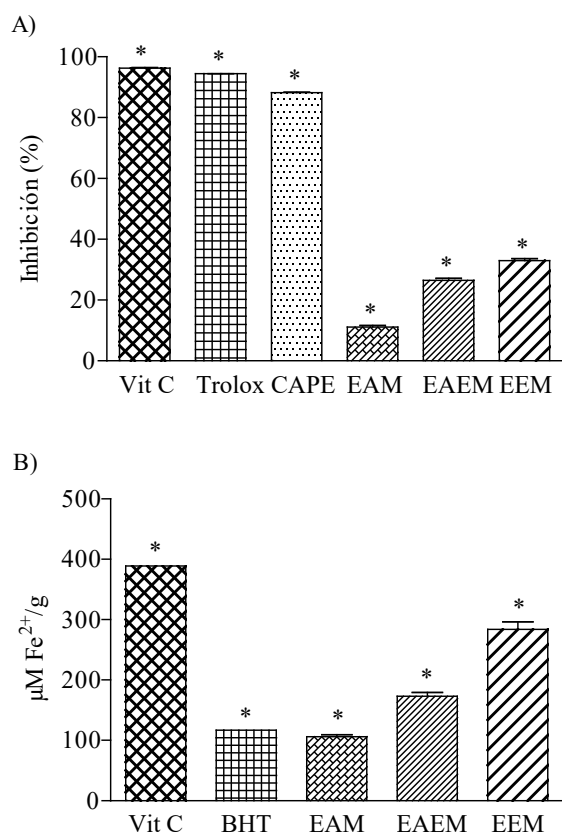 A)
Inhibición (%)
100
80
60
40
20
0
* * * * * *
Vit C Trolox CAPE EAM EAEM EEM
B)
µM Fe²⁺/g
500
400
300
200
100
0
* * * * *
Vit C BHT EAM EAEM EEM